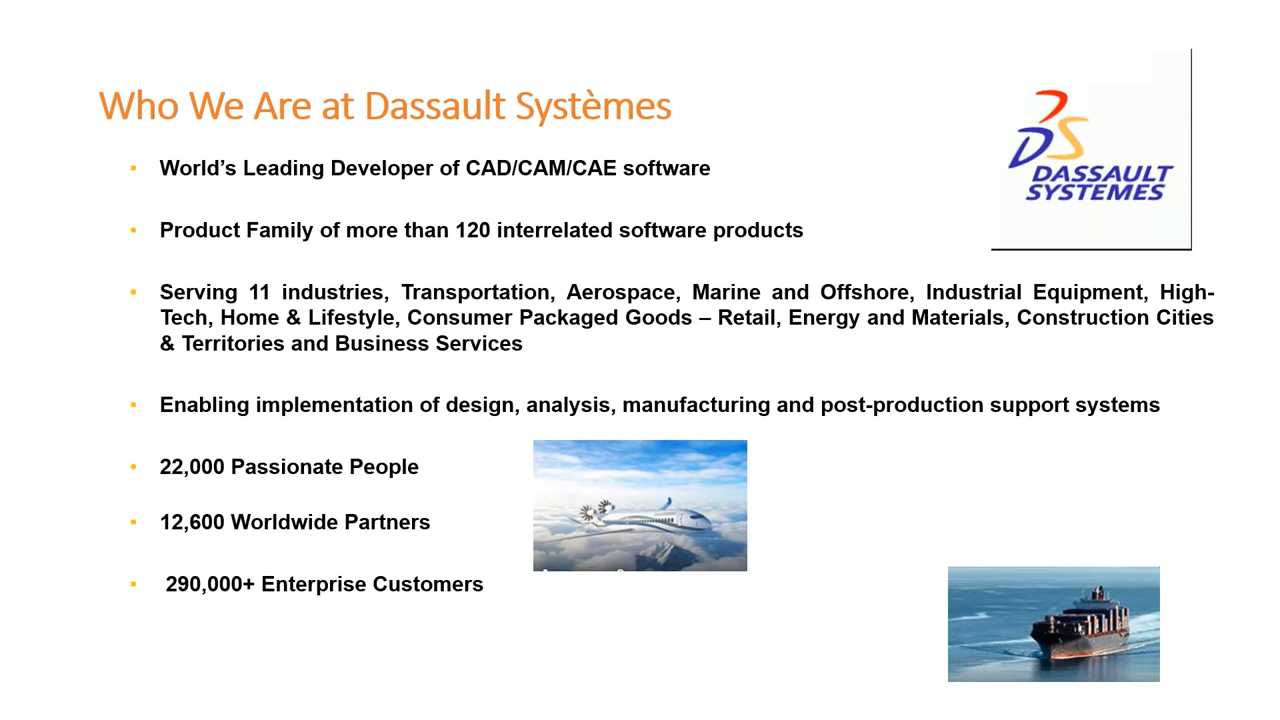 Who We Are at Dassault Systèmes
DASSAULT
SYSTEMES
• World’s Leading Developer of CAD/CAM/CAE software
• Product Family of more than 120 interrelated software products
• Serving 11 industries, Transportation, Aerospace, Marine and Offshore, Industrial Equipment, High-
Tech, Home & Lifestyle, Consumer Packaged Goods – Retail, Energy and Materials, Construction Cities
& Territories and Business Services
• Enabling implementation of design, analysis, manufacturing and post-production support systems
• 22,000 Passionate People
• 12,600 Worldwide Partners
• 290,000+ Enterprise Customers